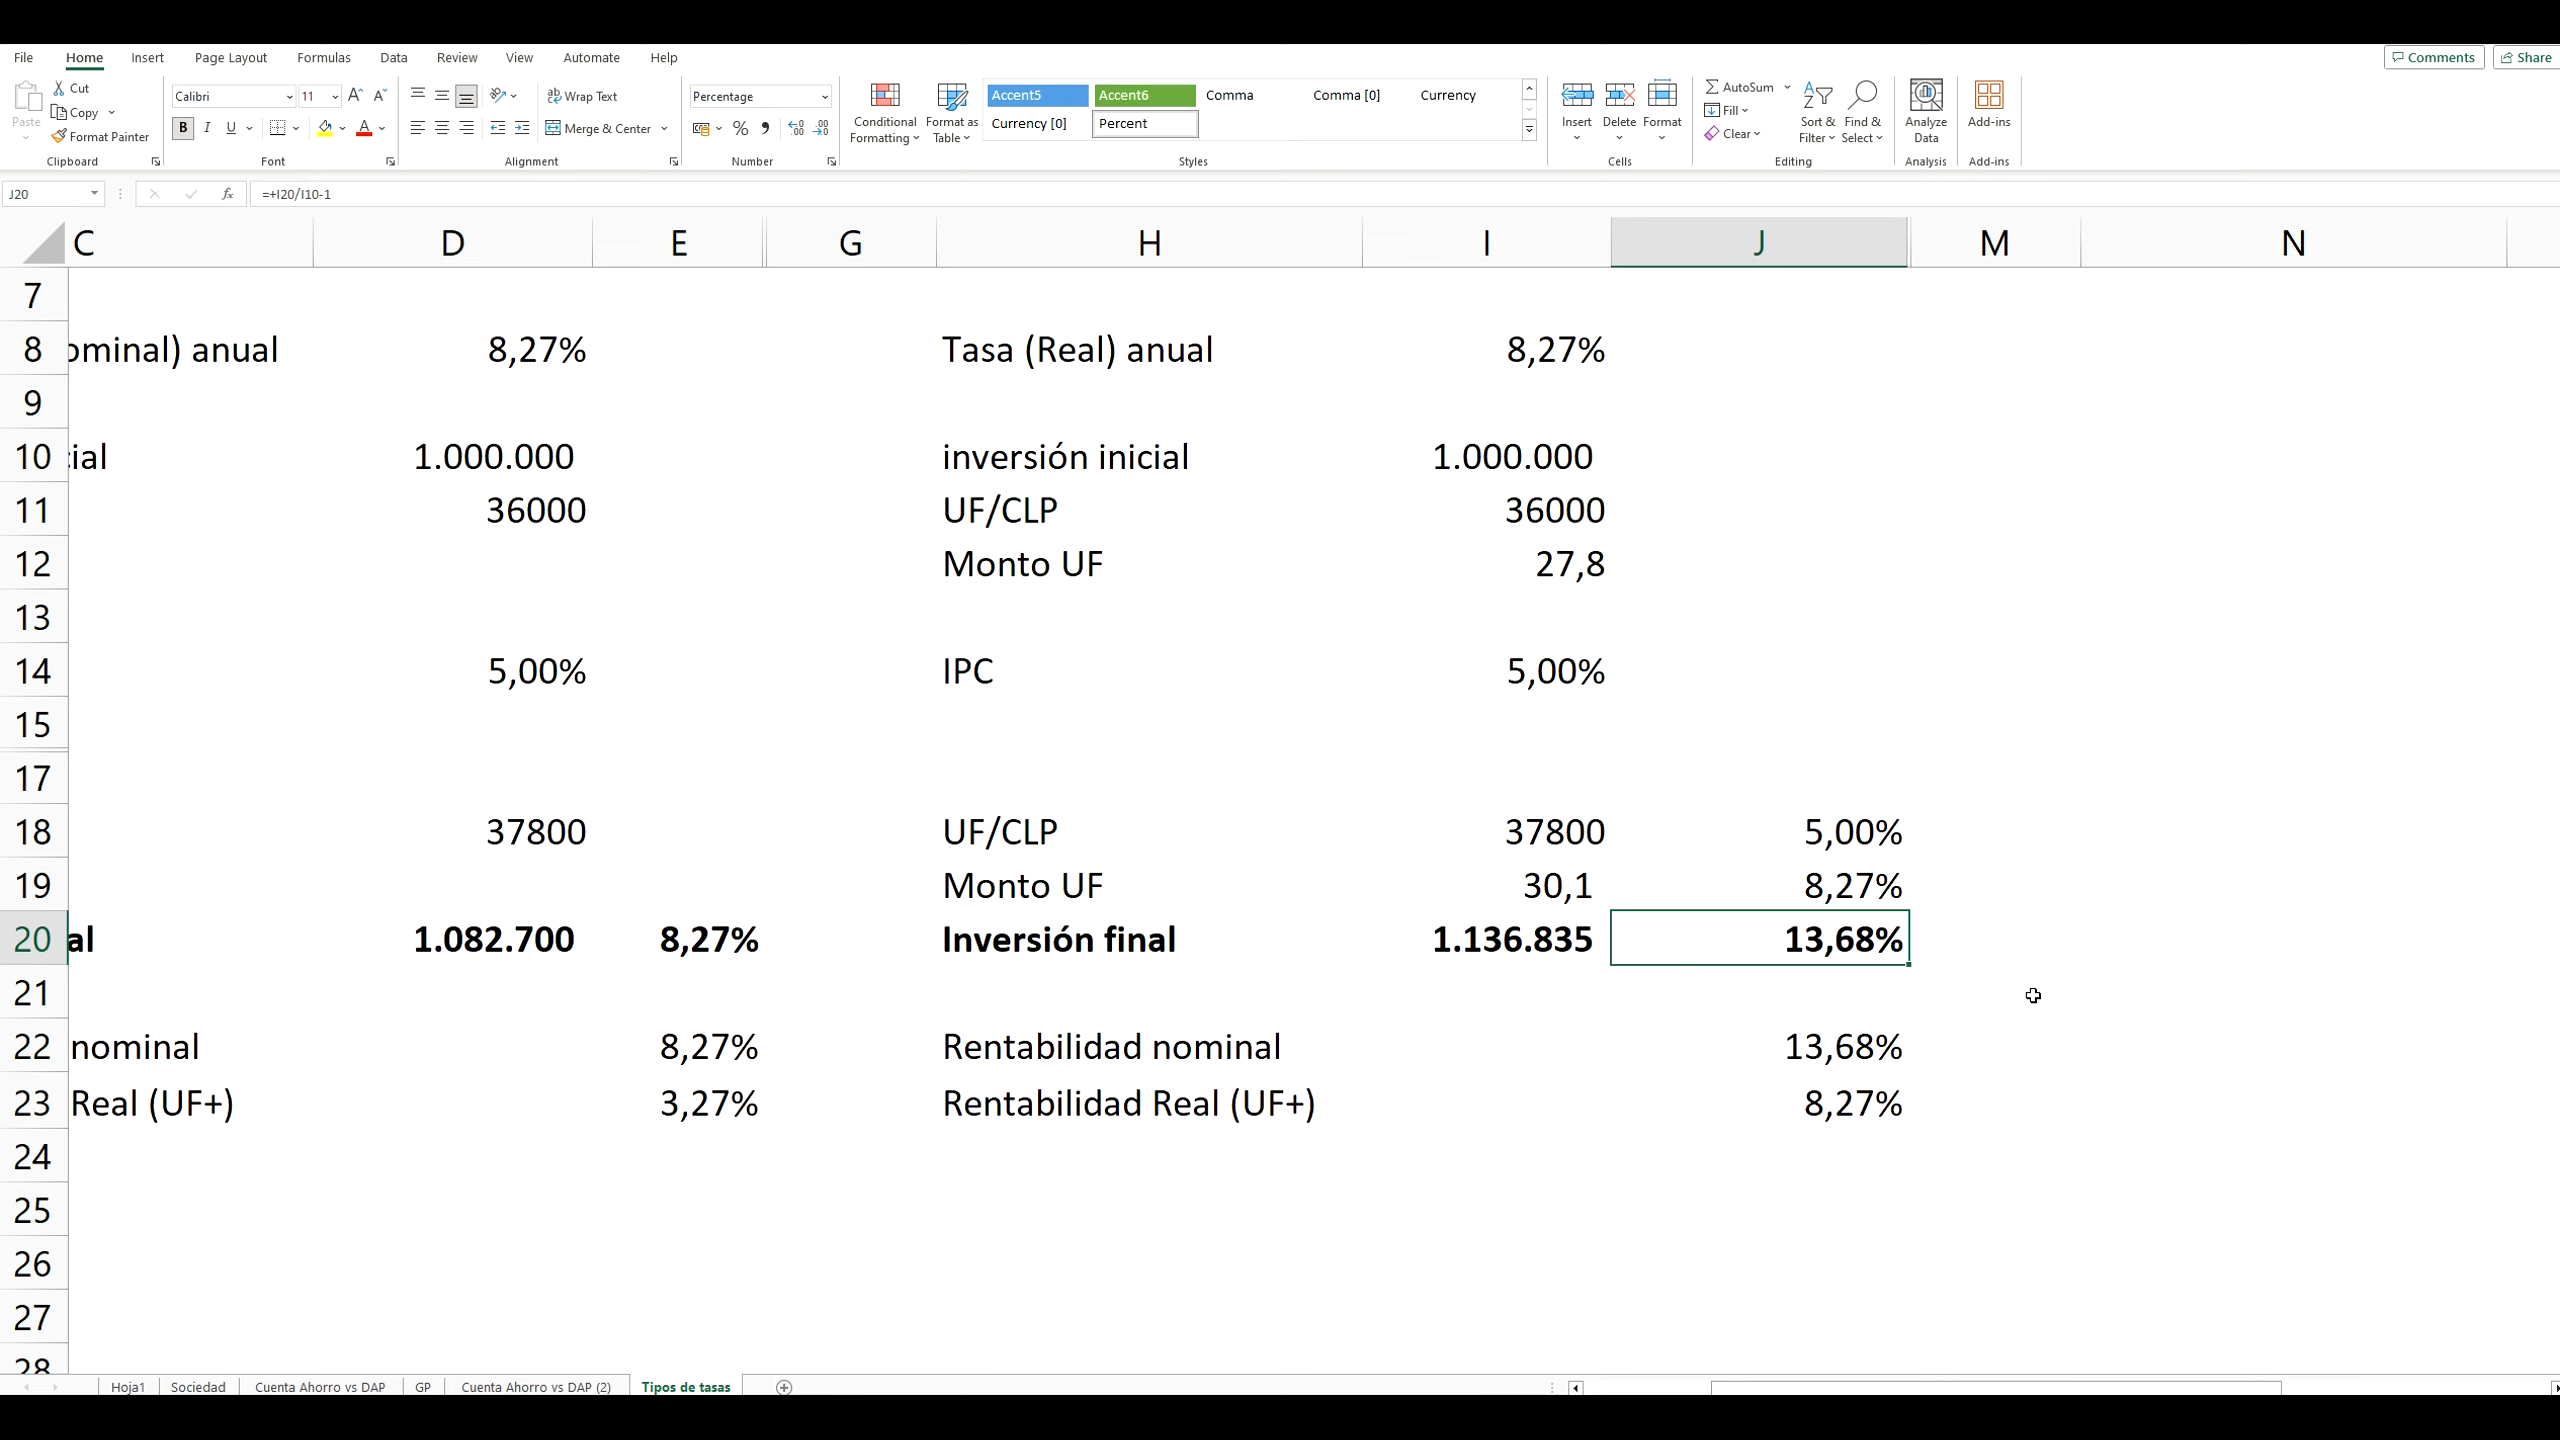 File Home Insert Page Layout Formulas Data Review View Automate Help Comments Share
Paste Cut Copy Format Painter Clipboard
Calibri 11 B I U Font
Wrap Text Merge & Center Alignment
Percentage % Number
Conditional Formatting Format as Table
Accent5 Accent6 Comma Comma [0] Currency
Currency [0] Percent
Styles
Insert Delete Format Cells
AutoSum Fill Clear Sort & Filter Find & Select Editing
Analyze Data Analysis
Add-ins Add-ins
J20 fx =+I20/I10-1
C D E G H I J M N
7
8 ominal) anual 8,27% Tasa (Real) anual 8,27%
9
10 ial 1.000.000 inversión inicial 1.000.000
11 36000 UF/CLP 36000
12 Monto UF 27,8
13
14 5,00% IPC 5,00%
15
17
18 37800 UF/CLP 37800 5,00%
19 Monto UF 30,1 8,27%
20 al 1.082.700 8,27% Inversión final 1.136.835 13,68%
21
22 nominal 8,27% Rentabilidad nominal 13,68%
23 Real (UF+) 3,27% Rentabilidad Real (UF+) 8,27%
24
25
26
27
28
Hoja1 Sociedad Cuenta Ahorro vs DAP GP Cuenta Ahorro vs DAP (2) Tipos de tasas